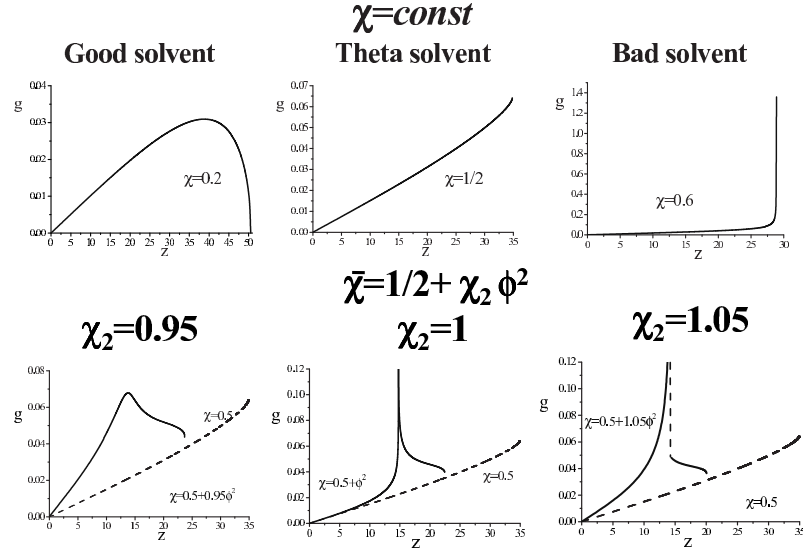 χ=const
Good solvent
Theta solvent
Bad solvent
g
0.04
0.03
0.02
0.01
0.00
χ=0.2
0 5 10 15 20 25 30 35 40 45 50
Z
g
0.07
0.06
0.05
0.04
0.03
0.02
0.01
0.00
χ=1/2
0 5 10 15 20 25 30 35
Z
g
1.4
1.2
1.0
0.8
0.6
0.4
0.2
0.0
χ=0.6
0 5 10 15 20 25 30
Z
χ̄=1/2+ χ₂ ϕ²
χ₂=0.95
χ₂=1
χ₂=1.05
g
0.08
0.06
0.04
0.02
0.00
χ=0.5
χ=0.5+0.95ϕ²
0 5 10 15 20 25 30 35
Z
g
0.12
0.10
0.08
0.06
0.04
0.02
0.00
χ=0.5+ϕ²
χ=0.5
0 5 10 15 20 25 30 35
Z
g
0.12
0.10
0.08
0.06
0.04
0.02
0.00
χ=0.5+1.05ϕ²
χ=0.5
0 5 10 15 20 25 30 35
Z